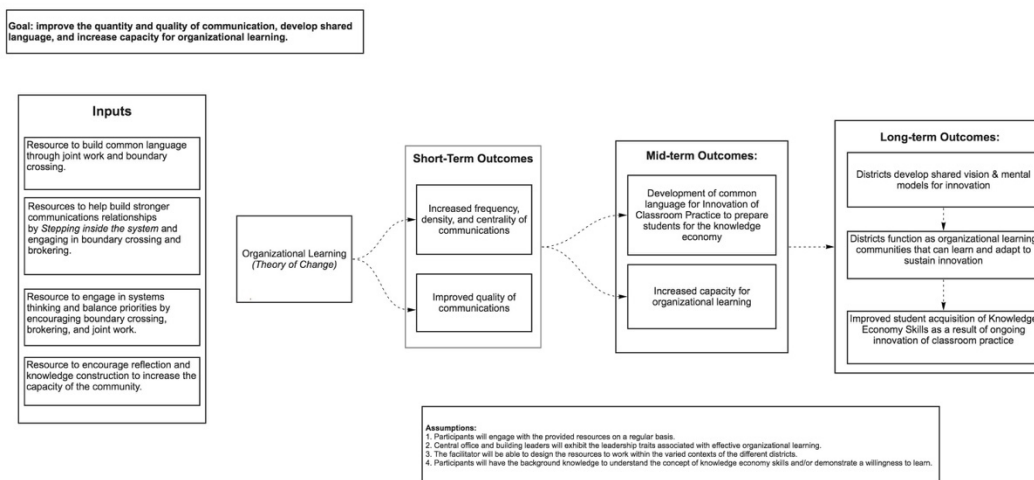 Goal: improve the quantity and quality of communication, develop shared
language, and increase capacity for organizational learning.
Inputs
Resource to build common language
through joint work and boundary
crossing.
Resources to help build stronger
communications relationships
by Stepping inside the system and
engaging in boundary crossing and
brokering.
Resource to engage in systems
thinking and balance priorities by
encouraging boundary crossing,
brokering, and joint work.
Resource to encourage reflection and
knowledge construction to increase the
capacity of the community.
Organizational Learning
(Theory of Change)
Short-Term Outcomes
Increased frequency,
density, and centrality of
communications
Improved quality of
communications
Mid-term Outcomes:
Development of common
language for Innovation of
Classroom Practice to prepare
students for the knowledge
economy
Increased capacity for
organizational learning
Long-term Outcomes:
Districts develop shared vision & mental
models for innovation
Districts function as organizational learning
communities that can learn and adapt to
sustain innovation
Improved student acquisition of Knowledge
Economy Skills as a result of ongoing
innovation of classroom practice
Assumptions:
1. Participants will engage with the provided resources on a regular basis.
2. Central office and building leaders will exhibit the leadership traits associated with effective organizational learning.
3. The facilitator will be able to design the resources to work within the varied contexts of the different districts.
4. Participants will have the background knowledge to understand the concept of knowledge economy skills and/or demonstrate a willingness to learn.